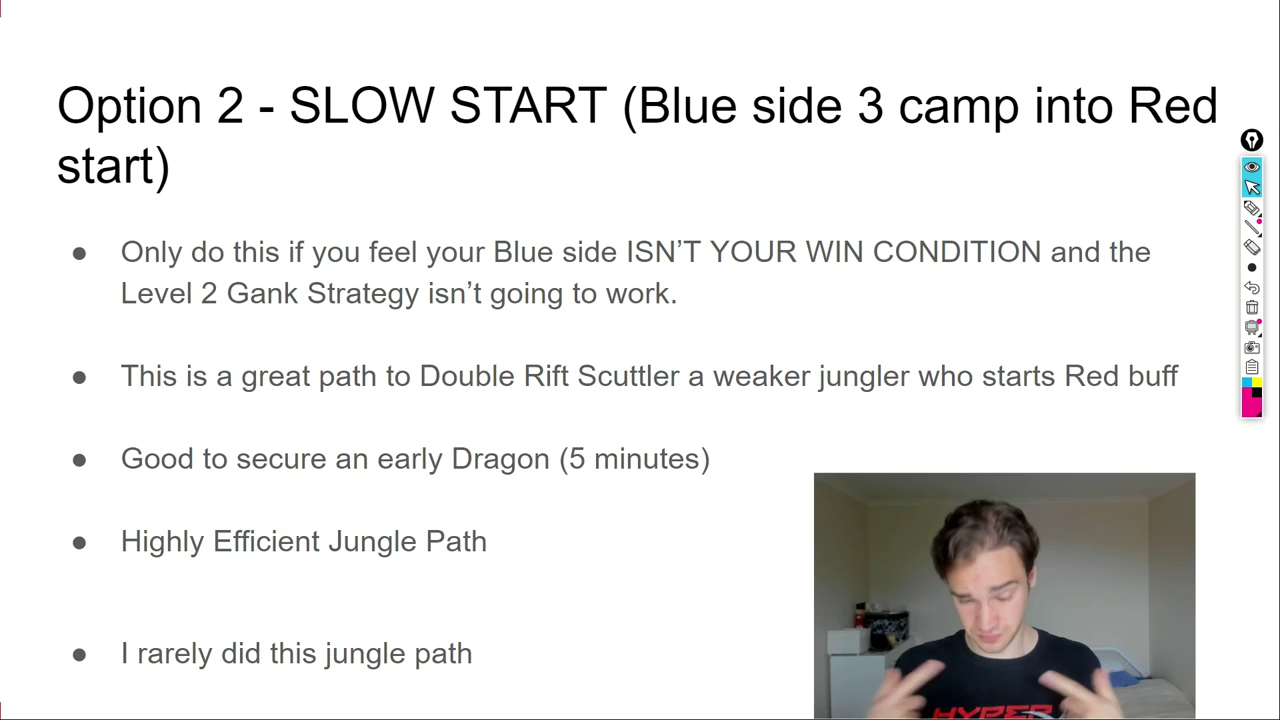 Option 2 - SLOW START (Blue side 3 camp into Red
start)
● Only do this if you feel your Blue side ISN’T YOUR WIN CONDITION and the
Level 2 Gank Strategy isn’t going to work.
● This is a great path to Double Rift Scuttler a weaker jungler who starts Red buff
● Good to secure an early Dragon (5 minutes)
● Highly Efficient Jungle Path
● I rarely did this jungle path
HYPER